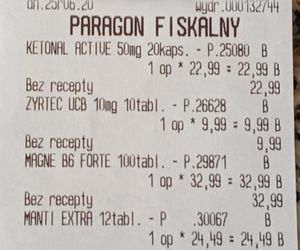 dn.25r06.20 wydr.000132744
PARAGON FISKALNY
KETONAL ACTIVE 50mg 20kaps. - P.25080 B
1 op * 22,99 = 22,99 B
Bez recepty 22,99
ZYRTEC UCB 10mg 10tabl. - P.26628 B
1 op * 9,99 = 9,99 B
Bez recepty 9,99
MAGNE B6 FORTE 100tabl. - P.29871 B
1 op * 32,99 = 32,99 B
Bez recepty 32,99
MANTI EXTRA 12tabl. - P .30067 B
1 op * 24,49 = 24,49 B